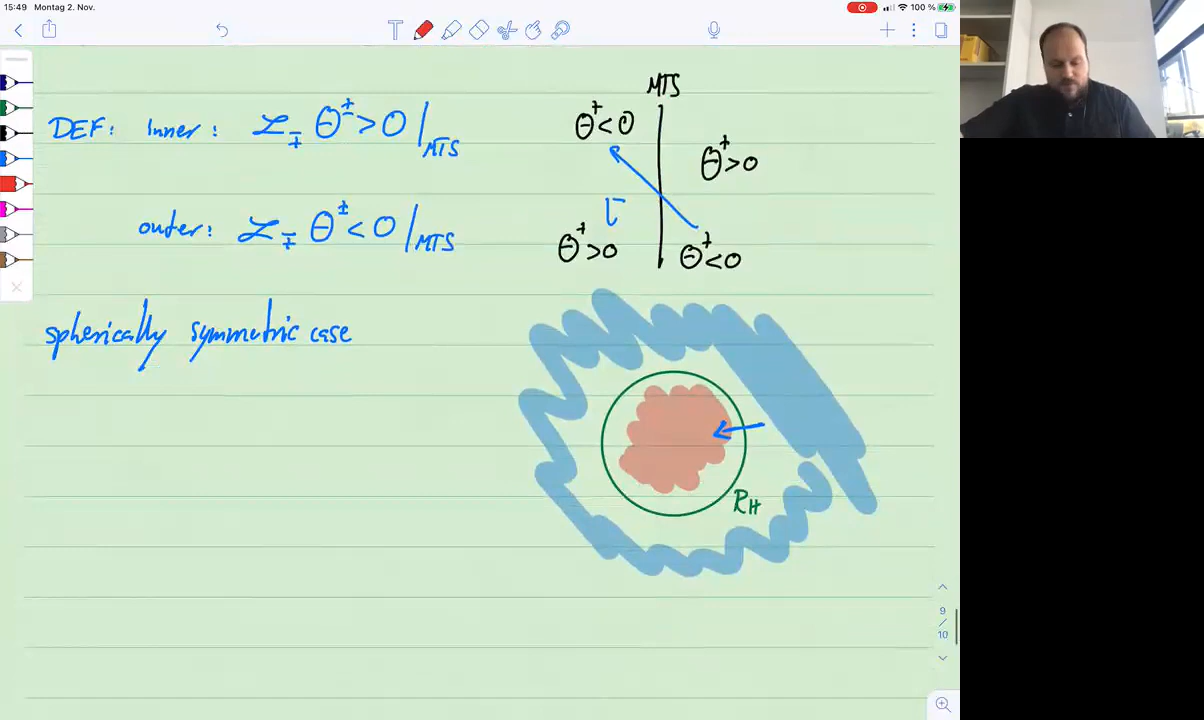 15:49 Montag 2. Nov.
100 %
DEF: inner: ℒ∓ Θ± > 0 |MTS
outer: ℒ∓ Θ± < 0 |MTS
MTS
Θ+ < 0
Θ+ > 0
Θ+ > 0
Θ+ < 0
spherically symmetric case
RH
9
/
10